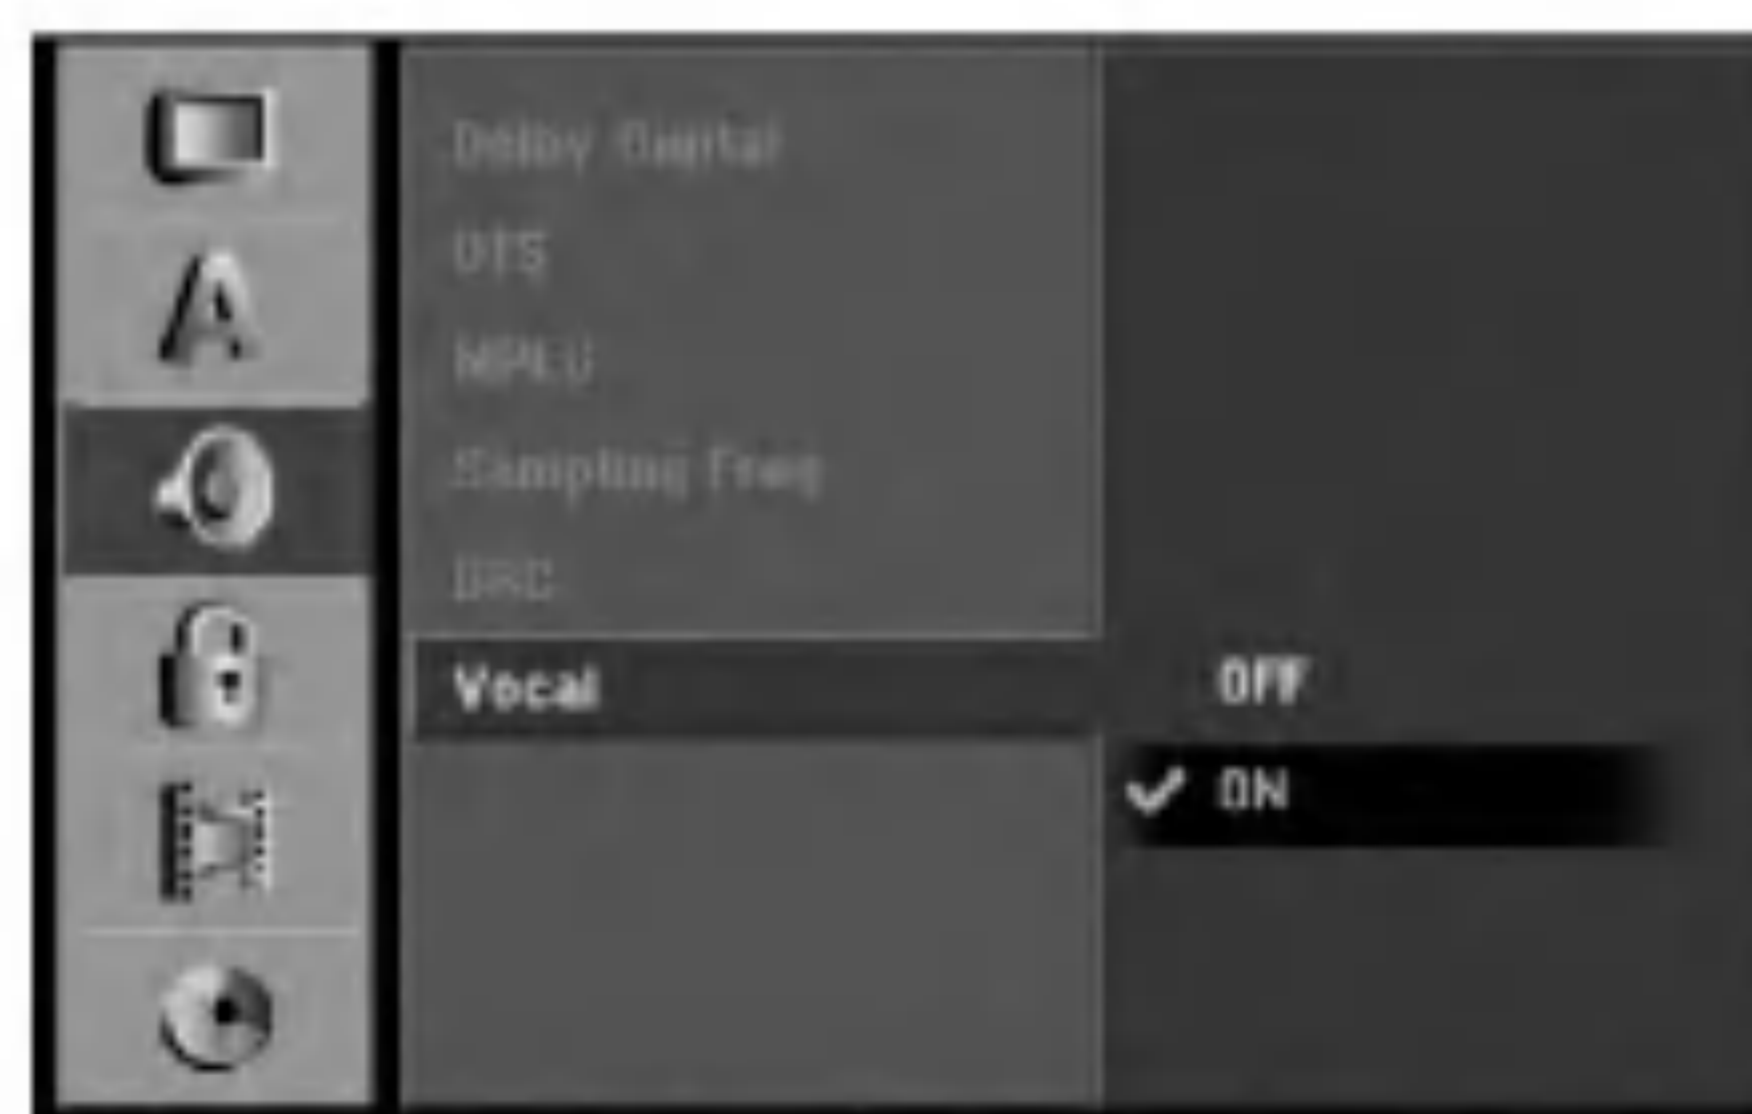 Dolby Digital
DTS
MPEG
Sampling Freq
DRC
Vocal
OFF
ON